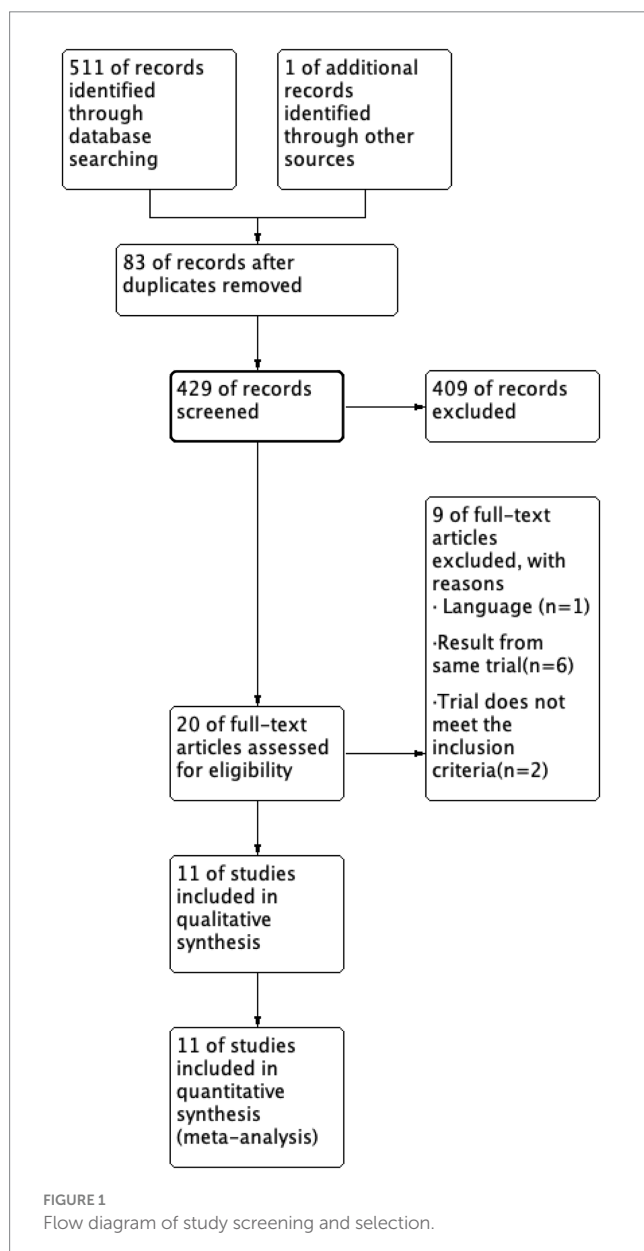 511 of records
identified
through
database
searching
1 of additional
records
identified
through other
sources
83 of records after
duplicates removed
429 of records
screened
409 of records
excluded
9 of full-text
articles
excluded, with
reasons
· Language (n=1)
·Result from
same trial(n=6)
·Trial does not
meet the
inclusion
criteria(n=2)
20 of full-text
articles assessed
for eligibility
11 of studies
included in
qualitative
synthesis
11 of studies
included in
quantitative
synthesis
(meta-analysis)
FIGURE 1
Flow diagram of study screening and selection.